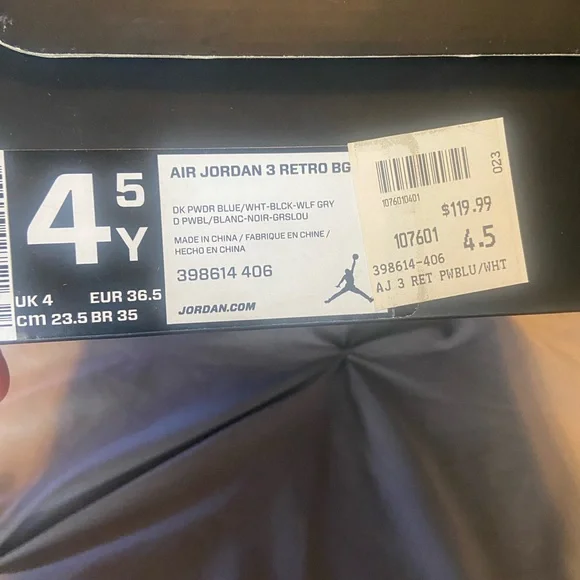 4 5
Y
UK 4 EUR 36.5
cm 23.5 BR 35
AIR JORDAN 3 RETRO BG
DK PWDR BLUE/WHT-BLCK-WLF GRY
D PWBL/BLANC-NOIR-GRSLOU
MADE IN CHINA / FABRIQUE EN CHINE /
HECHO EN CHINA
398614 406
JORDAN.COM
1076010401
023
$119.99
107601 4.5
398614-406
AJ 3 RET PWBLU/WHT